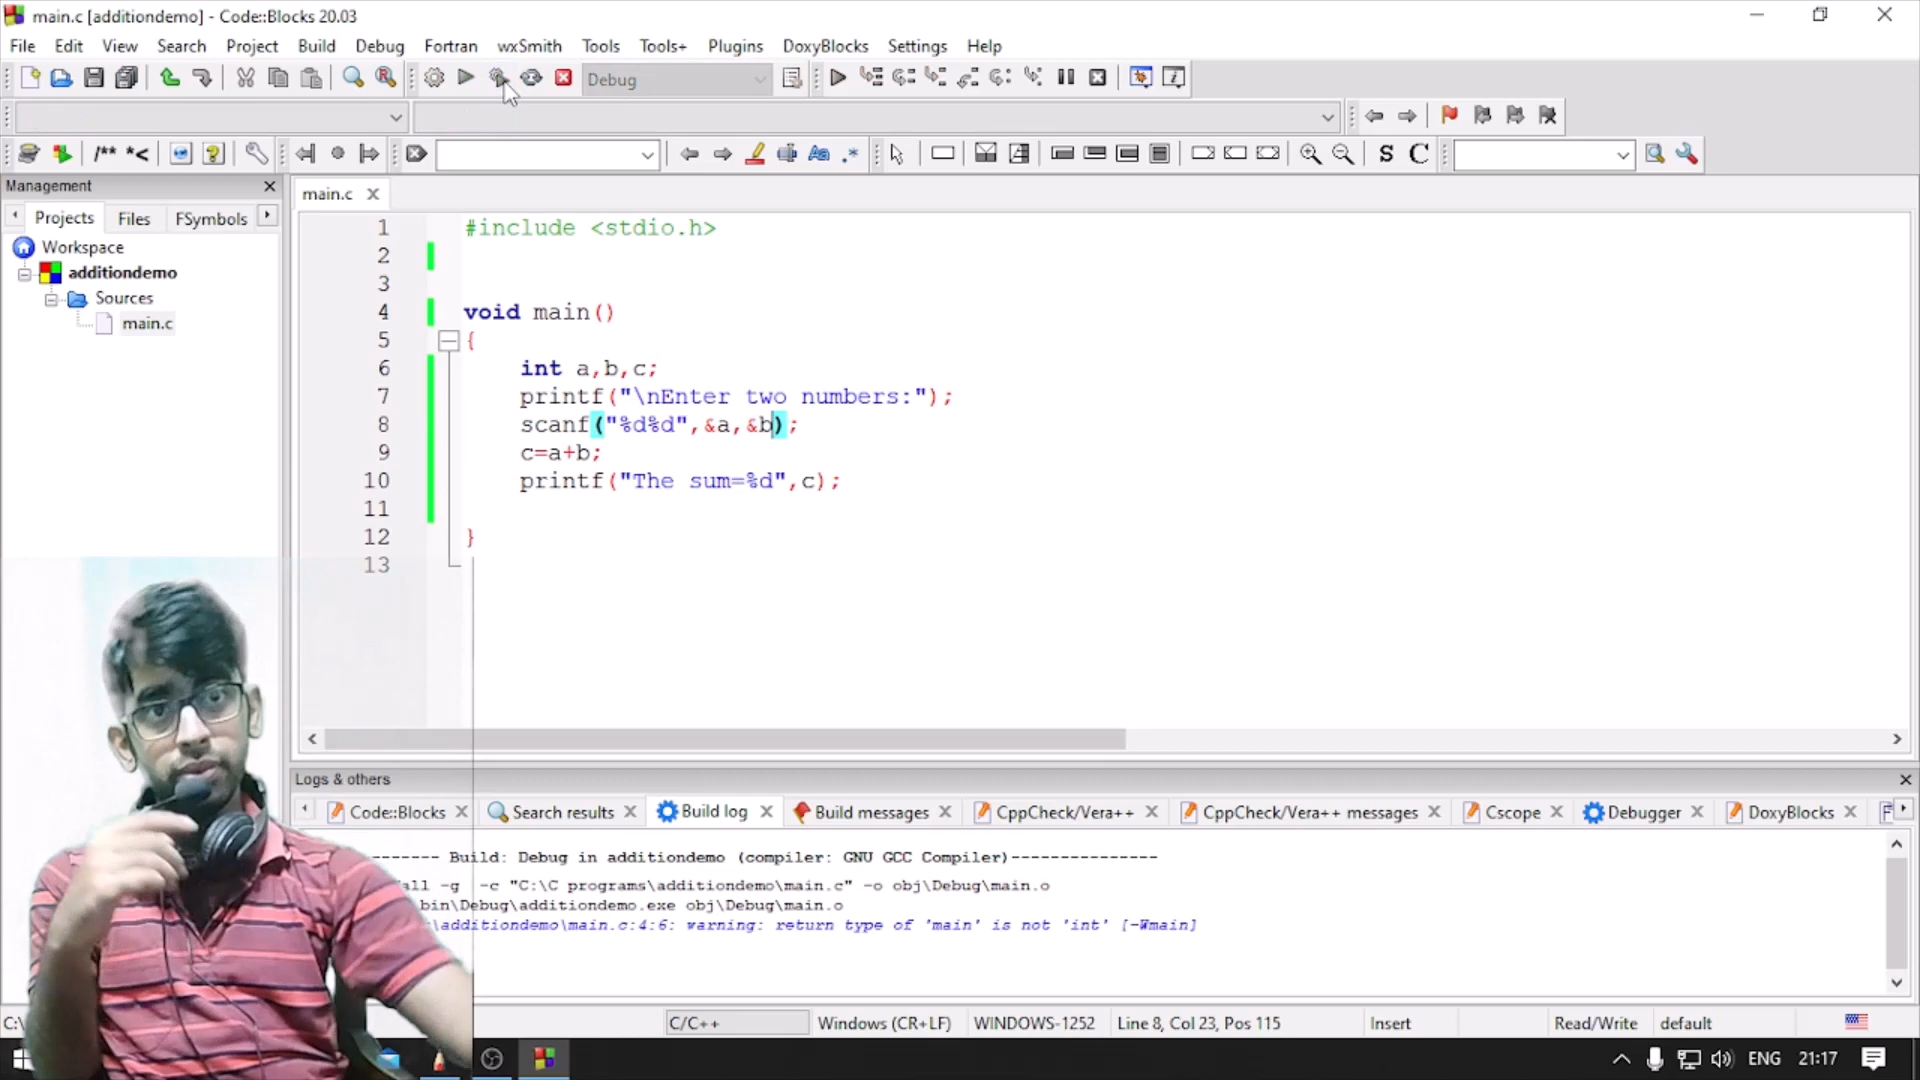 main.c [additiondemo] - Code::Blocks 20.03
File Edit View Search Project Build Debug Fortran wxSmith Tools Tools+ Plugins DoxyBlocks Settings Help
Debug
/** *< Aa .* S C
Management
main.c
Projects Files FSymbols
Workspace
additiondemo
Sources
main.c
1 #include <stdio.h>
2
3
4 void main()
5 {
6 int a,b,c;
7 printf("\nEnter two numbers:");
8 scanf("%d%d",&a,&b);
9 c=a+b;
10 printf("The sum=%d",c);
11
12 }
13
Logs & others
Code::Blocks Search results Build log Build messages CppCheck/Vera++ CppCheck/Vera++ messages Cscope Debugger DoxyBlocks F
------- Build: Debug in additiondemo (compiler: GNU GCC Compiler)---------------
all -g -c "C:\C programs\additiondemo\main.c" -o obj\Debug\main.o
bin\Debug\additiondemo.exe obj\Debug\main.o
\additiondemo\main.c:4:6: warning: return type of 'main' is not 'int' [-Wmain]
C:\ C/C++ Windows (CR+LF) WINDOWS-1252 Line 8, Col 23, Pos 115 Insert Read/Write default
ENG 21:17